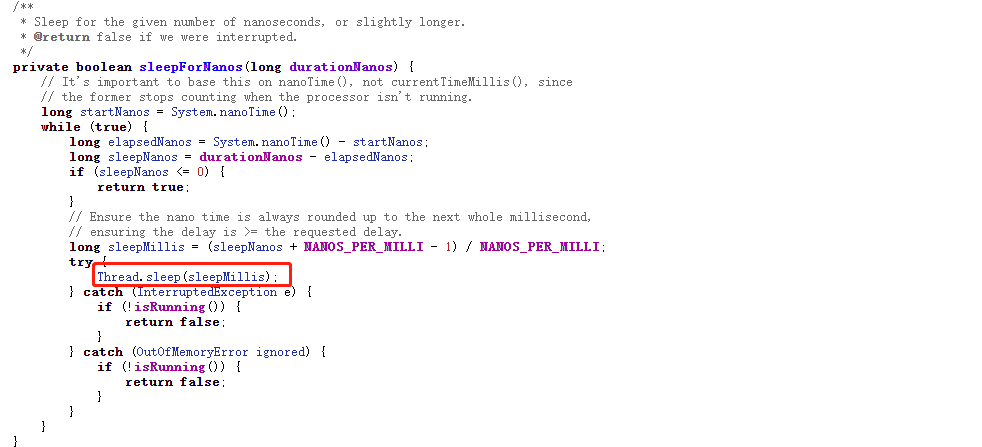 /**
 * Sleep for the given number of nanoseconds, or slightly longer.
 * @return false if we were interrupted.
 */
private boolean sleepForNanos(long durationNanos) {
    // It's important to base this on nanoTime(), not currentTimeMillis(), since
    // the former stops counting when the processor isn't running.
    long startNanos = System.nanoTime();
    while (true) {
        long elapsedNanos = System.nanoTime() - startNanos;
        long sleepNanos = durationNanos - elapsedNanos;
        if (sleepNanos <= 0) {
            return true;
        }
        // Ensure the nano time is always rounded up to the next whole millisecond,
        // ensuring the delay is >= the requested delay.
        long sleepMillis = (sleepNanos + NANOS_PER_MILLI - 1) / NANOS_PER_MILLI;
        try {
            Thread.sleep(sleepMillis);
        } catch (InterruptedException e) {
            if (!isRunning()) {
                return false;
            }
        } catch (OutOfMemoryError ignored) {
            if (!isRunning()) {
                return false;
            }
        }
    }
}